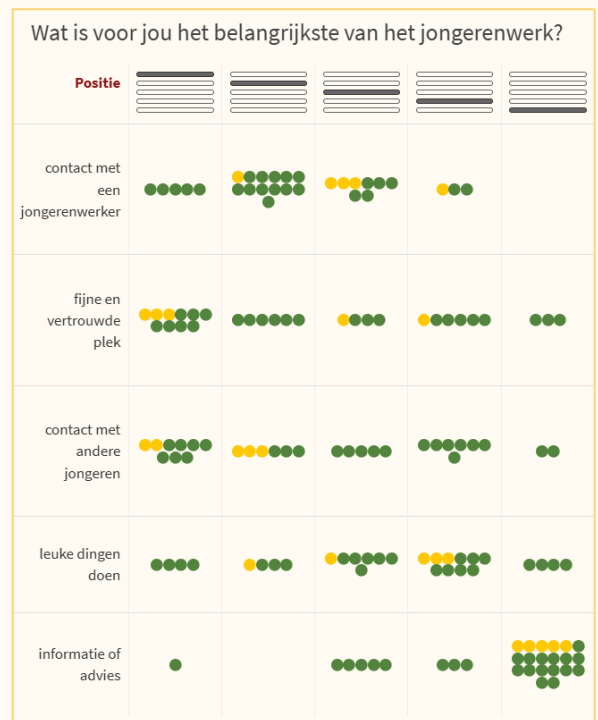 Wat is voor jou het belangrijkste van het jongerenwerk?
Positie
contact met
een
jongerenwerker
fijne en
vertrouwde
plek
contact met
andere
jongeren
leuke dingen
doen
informatie of
advies